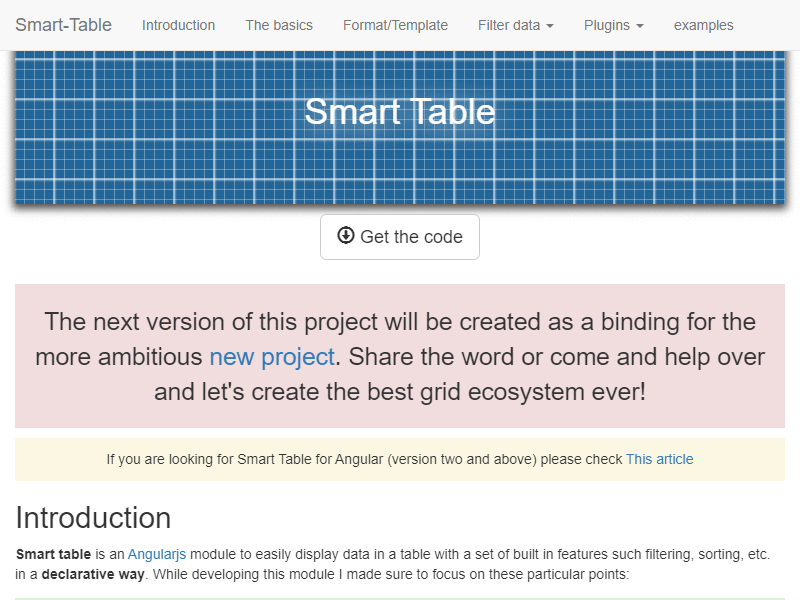 Smart-Table Introduction The basics Format/Template Filter data Plugins examples
Smart Table
Get the code
The next version of this project will be created as a binding for the
more ambitious new project. Share the word or come and help over
and let's create the best grid ecosystem ever!
If you are looking for Smart Table for Angular (version two and above) please check This article
Introduction
Smart table is an Angularjs module to easily display data in a table with a set of built in features such filtering, sorting, etc.
in a declarative way. While developing this module I made sure to focus on these particular points: